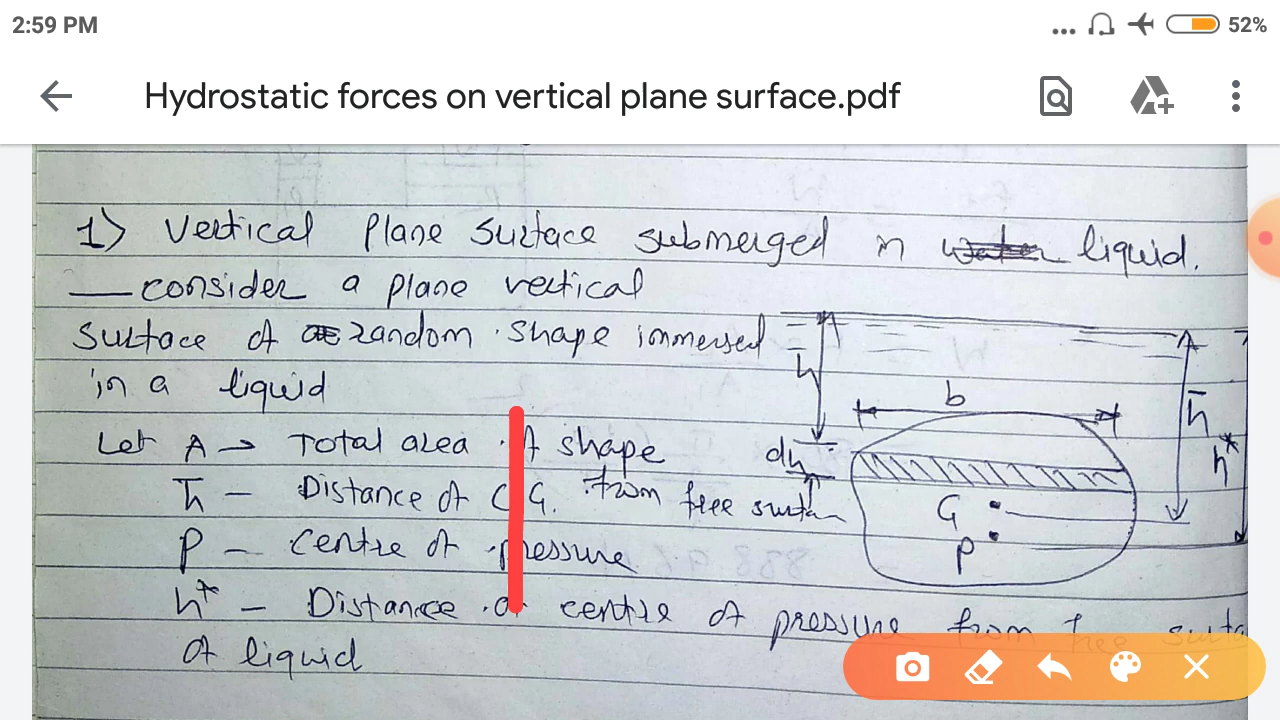 2:59 PM
52%
Hydrostatic forces on vertical plane surface.pdf
1) Vertical Plane Surface submerged in water liquid.
consider a plane vertical
Surface of random shape immersed
in a liquid
Let A → Total area of shape
h̄ – Distance of C.G. from free surface
P – Centre of pressure
h* – Distance of centre of pressure from free surfa
of liquid
h
b
h̄
dh
h*
G
P